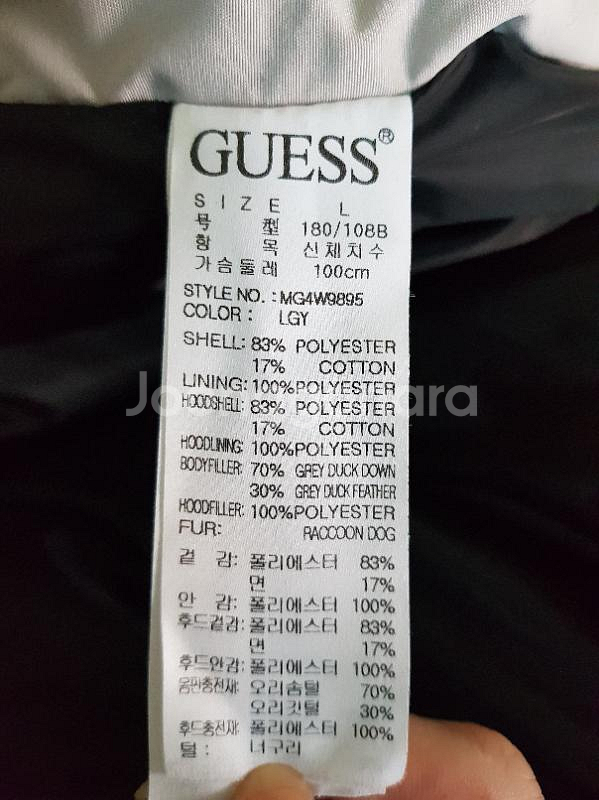 GUESS®
SIZE L
号 型 180/108B
항 목 신체치수
가슴둘레 100cm
STYLE NO. : MG4W9895
COLOR : LGY
SHELL: 83% POLYESTER
17% COTTON
LINING: 100% POLYESTER
HOODSHELL: 83% POLYESTER
17% COTTON
HOODLINING: 100% POLYESTER
BODYFILLER: 70% GREY DUCK DOWN
30% GREY DUCK FEATHER
HOODFILLER: 100% POLYESTER
FUR: RACCOON DOG
겉 감: 폴리에스터 83%
면 17%
안 감: 폴리에스터 100%
후드겉감: 폴리에스터 83%
면 17%
후드안감: 폴리에스터 100%
몸판충전재: 오리솜털 70%
오리깃털 30%
후드충전재: 폴리에스터 100%
털 : 너구리